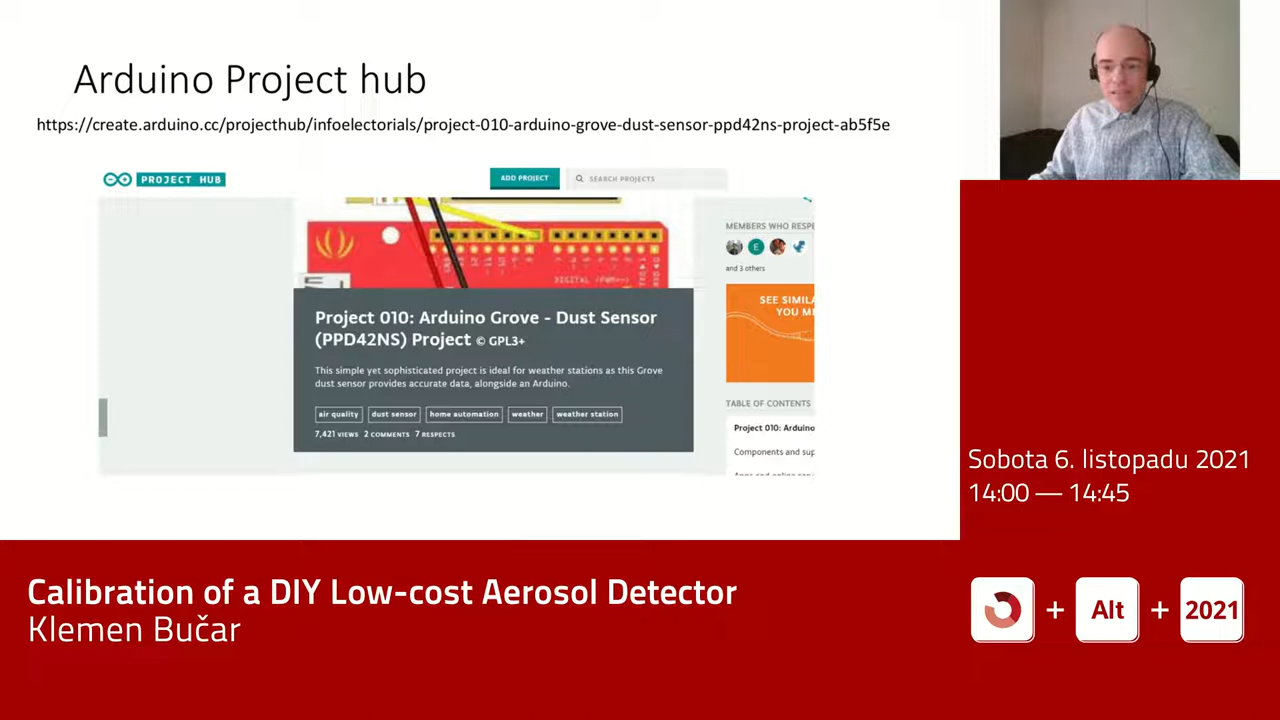 Arduino Project hub
https://create.arduino.cc/projecthub/infoelectorials/project-010-arduino-grove-dust-sensor-ppd42ns-project-ab5f5e
PROJECT HUB
ADD PROJECT
SEARCH PROJECTS
DIGITAL (PWM~)
Project 010: Arduino Grove - Dust Sensor
(PPD42NS) Project © GPL3+
This simple yet sophisticated project is ideal for weather stations as this Grove
dust sensor provides accurate data, alongside an Arduino.
air quality dust sensor home automation weather weather station
7,421 VIEWS 2 COMMENTS 7 RESPECTS
MEMBERS WHO RESPE
E
and 3 others
SEE SIMILA
YOU MI
TABLE OF CONTENTS
Project 010: Arduino
Components and sup
Sobota 6. listopadu 2021
14:00 — 14:45
Calibration of a DIY Low-cost Aerosol Detector
Klemen Bučar
+ Alt + 2021